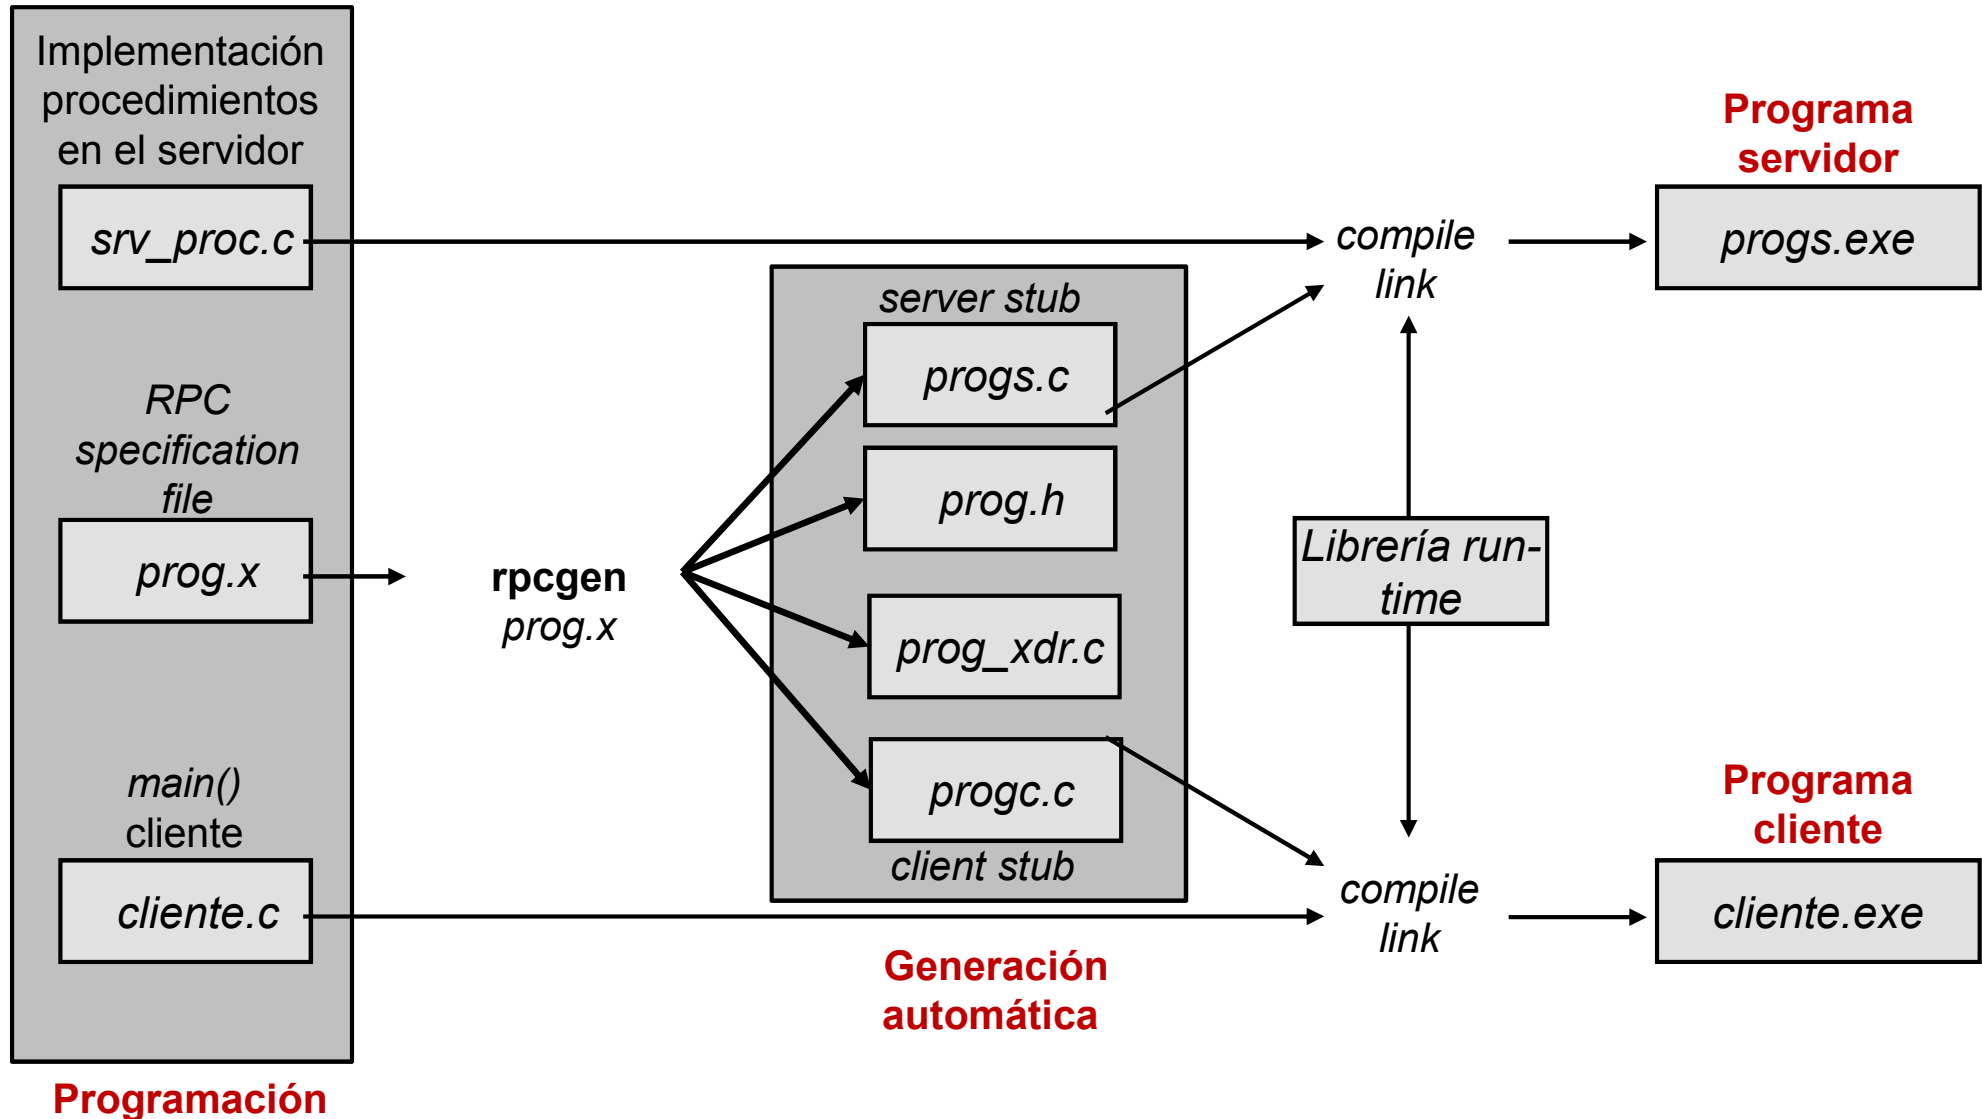 Implementación
procedimientos
en el servidor
srv_proc.c
RPC
specification
file
prog.x
main()
cliente
cliente.c
Programación
rpcgen
prog.x
server stub
progs.c
prog.h
prog_xdr.c
progc.c
client stub
Generación
automática
compile
link
Librería run-
time
compile
link
Programa
servidor
progs.exe
Programa
cliente
cliente.exe